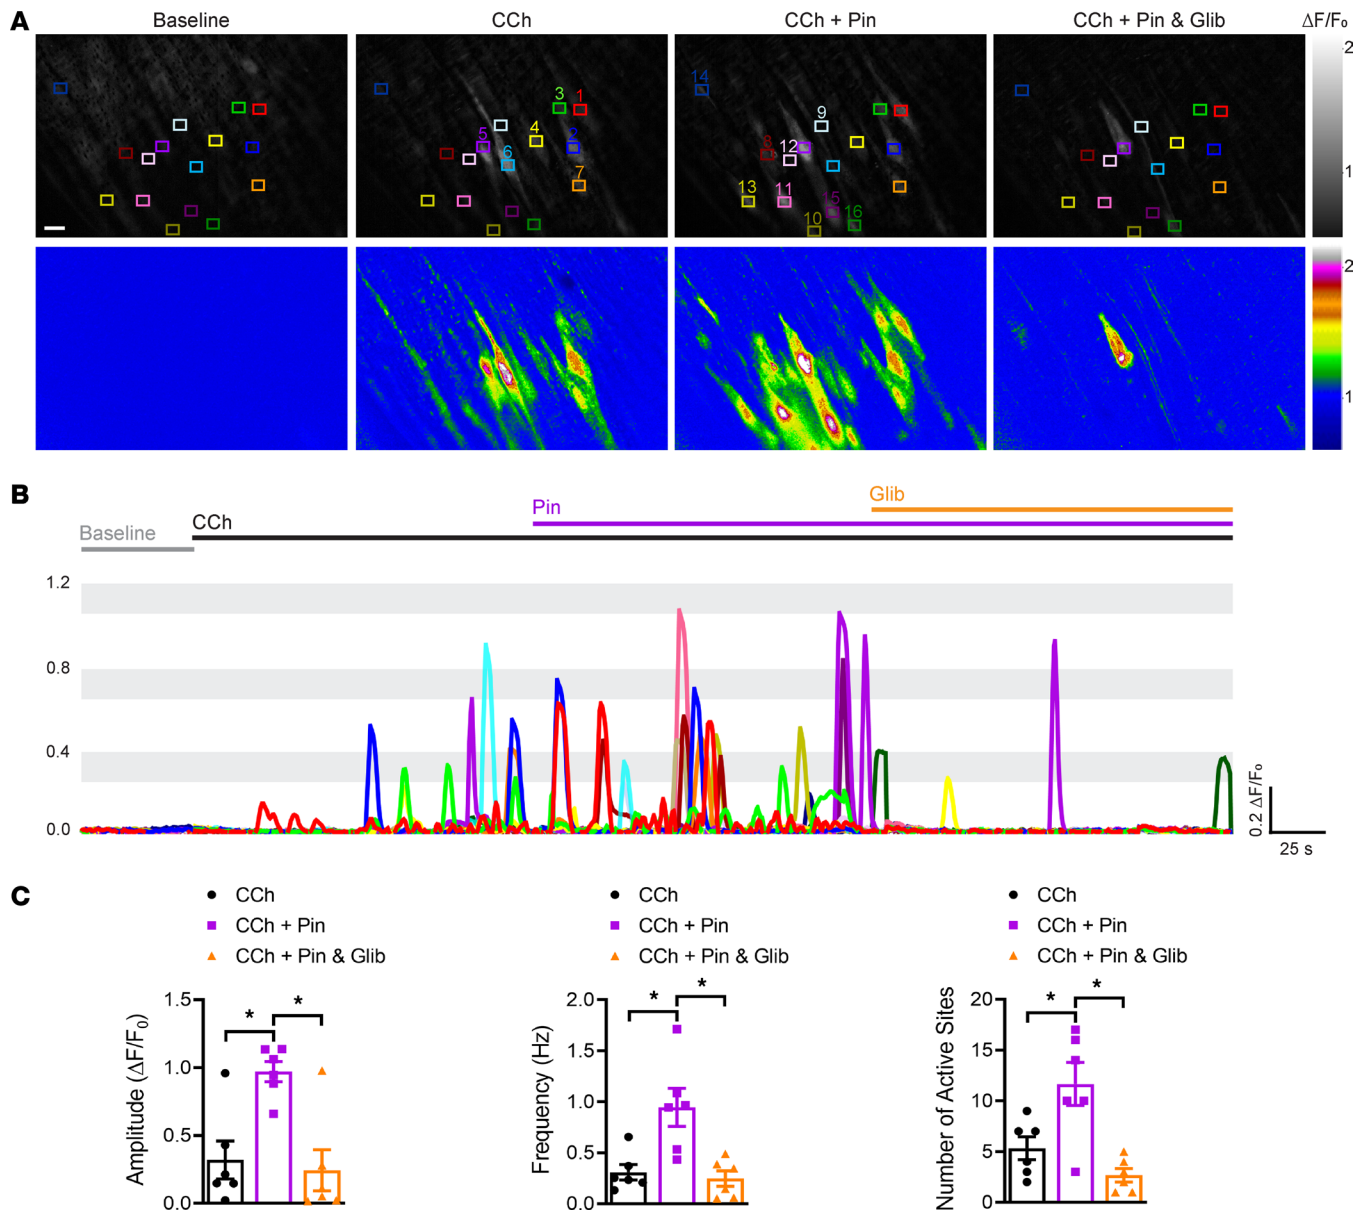 A
Baseline
CCh
CCh + Pin
CCh + Pin & Glib
ΔF/F₀
2
1
3
1
4
5
2
6
7
14
9
8
12
13
11
15
10
16
2
1
B
Glib
Pin
CCh
Baseline
1.2
0.8
0.4
0.0
0.2 ΔF/F₀
25 s
C
CCh
CCh + Pin
CCh + Pin & Glib
CCh
CCh + Pin
CCh + Pin & Glib
CCh
CCh + Pin
CCh + Pin & Glib
Amplitude (ΔF/F₀)
1.5
1.0
0.5
0.0
* *
Frequency (Hz)
2.0
1.5
1.0
0.5
0.0
* *
Number of Active Sites
20
15
10
5
0
* *